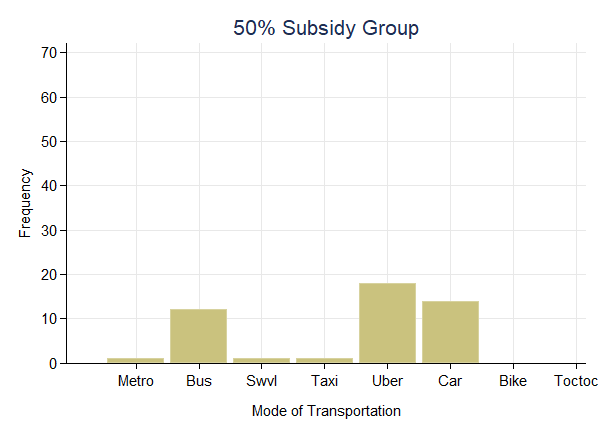 50% Subsidy Group
70
60
50
40
30
20
10
0
Frequency
Metro Bus Swvl Taxi Uber Car Bike Toctoc
Mode of Transportation